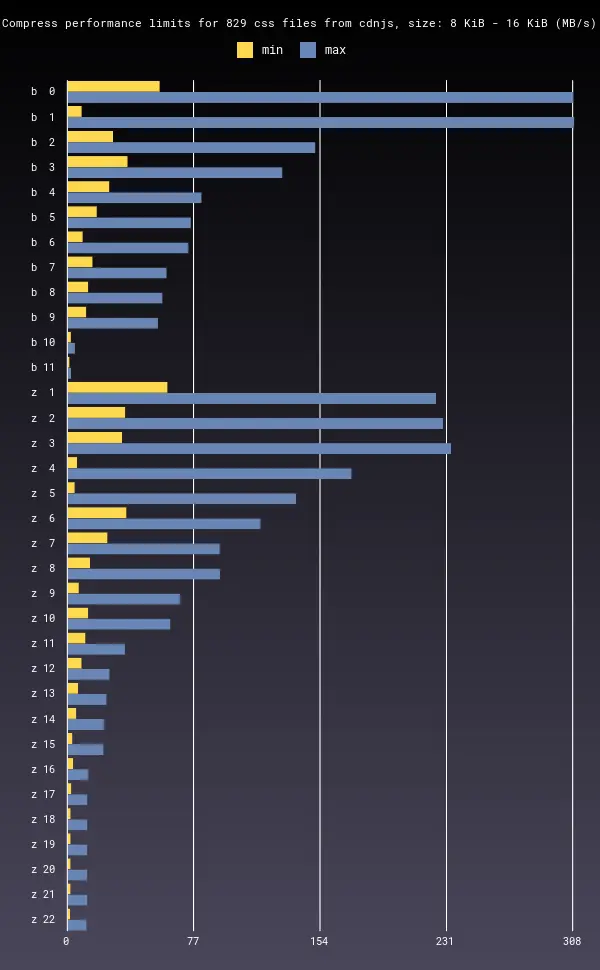 Compress performance limits for 829 css files from cdnjs, size: 8 KiB - 16 KiB (MB/s)
min max
b 0
b 1
b 2
b 3
b 4
b 5
b 6
b 7
b 8
b 9
b 10
b 11
z 1
z 2
z 3
z 4
z 5
z 6
z 7
z 8
z 9
z 10
z 11
z 12
z 13
z 14
z 15
z 16
z 17
z 18
z 19
z 20
z 21
z 22
0 77 154 231 308